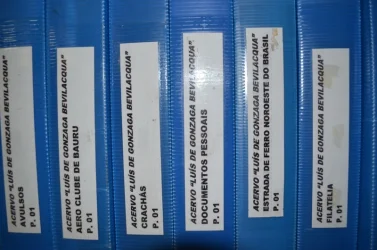 ACERVO "LUÍS DE GONZAGA BEVILACQUA"
AVULSOS
P. 01
ACERVO "LUÍS DE GONZAGA BEVILACQUA"
AERO CLUBE DE BAURU
P. 01
ACERVO "LUÍS DE GONZAGA BEVILACQUA"
CRACHÁS
P. 01
ACERVO "LUÍS DE GONZAGA BEVILACQUA"
DOCUMENTOS PESSOAIS
P. 01
ACERVO "LUÍS DE GONZAGA BEVILACQUA"
ESTRADA DE FERRO NOROESTE DO BRASIL
P. 01
ACERVO "LUÍS DE GONZAGA BEVILACQUA"
FILATELIA
P. 01